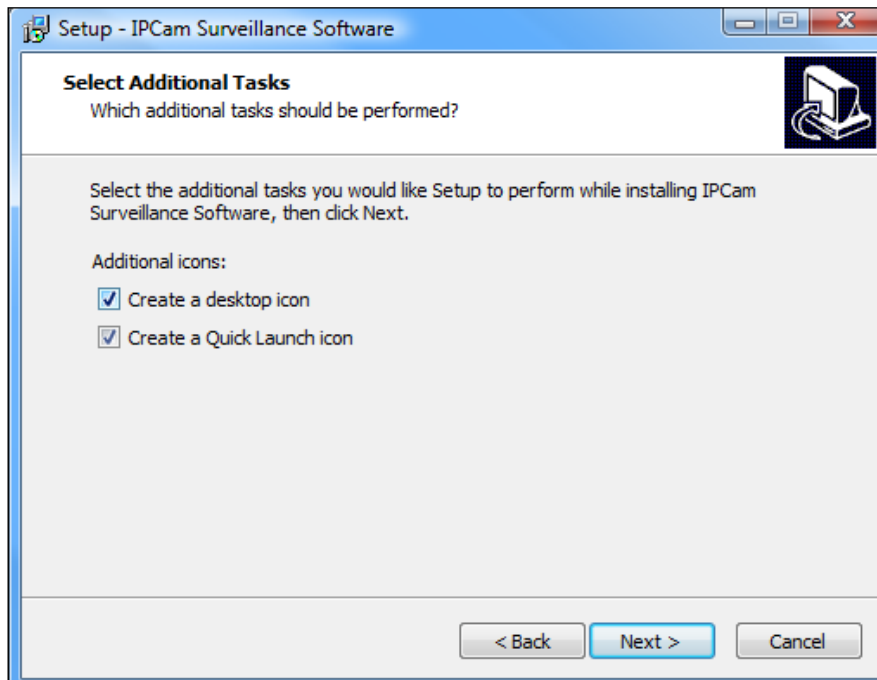 Setup - IPCam Surveillance Software
Select Additional Tasks
Which additional tasks should be performed?
Select the additional tasks you would like Setup to perform while installing IPCam
Surveillance Software, then click Next.
Additional icons:
Create a desktop icon
Create a Quick Launch icon
< Back Next > Cancel